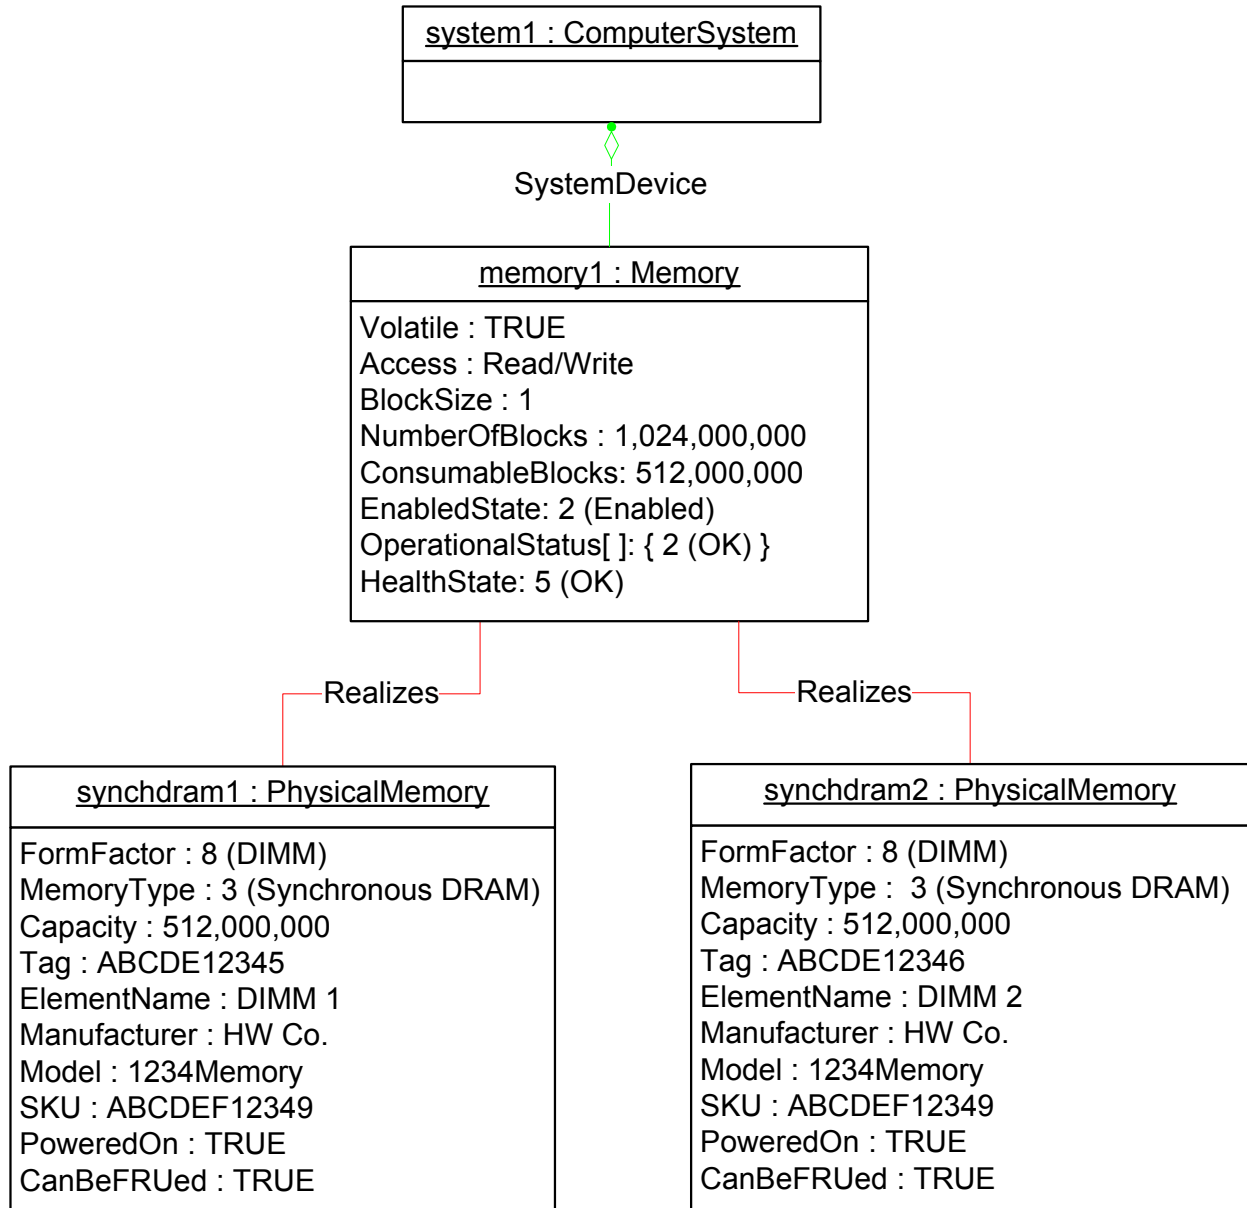 system1 : ComputerSystem
SystemDevice
memory1 : Memory
Volatile : TRUE
Access : Read/Write
BlockSize : 1
NumberOfBlocks : 1,024,000,000
ConsumableBlocks: 512,000,000
EnabledState: 2 (Enabled)
OperationalStatus[ ]: { 2 (OK) }
HealthState: 5 (OK)
Realizes
Realizes
synchdram1 : PhysicalMemory
FormFactor : 8 (DIMM)
MemoryType : 3 (Synchronous DRAM)
Capacity : 512,000,000
Tag : ABCDE12345
ElementName : DIMM 1
Manufacturer : HW Co.
Model : 1234Memory
SKU : ABCDEF12349
PoweredOn : TRUE
CanBeFRUed : TRUE
synchdram2 : PhysicalMemory
FormFactor : 8 (DIMM)
MemoryType :  3 (Synchronous DRAM)
Capacity : 512,000,000
Tag : ABCDE12346
ElementName : DIMM 2
Manufacturer : HW Co.
Model : 1234Memory
SKU : ABCDEF12349
PoweredOn : TRUE
CanBeFRUed : TRUE